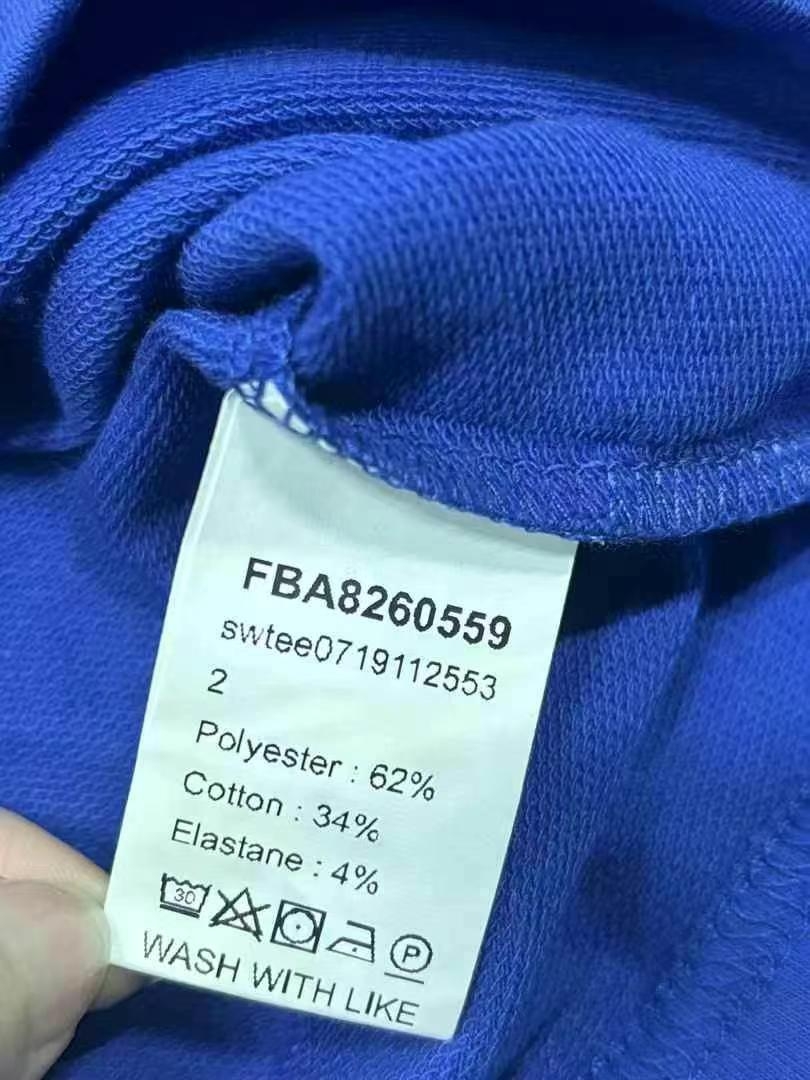 FBA8260559
swtee0719112553
2
Polyester : 62%
Cotton : 34%
Elastane : 4%
30 P
WASH WITH LIKE